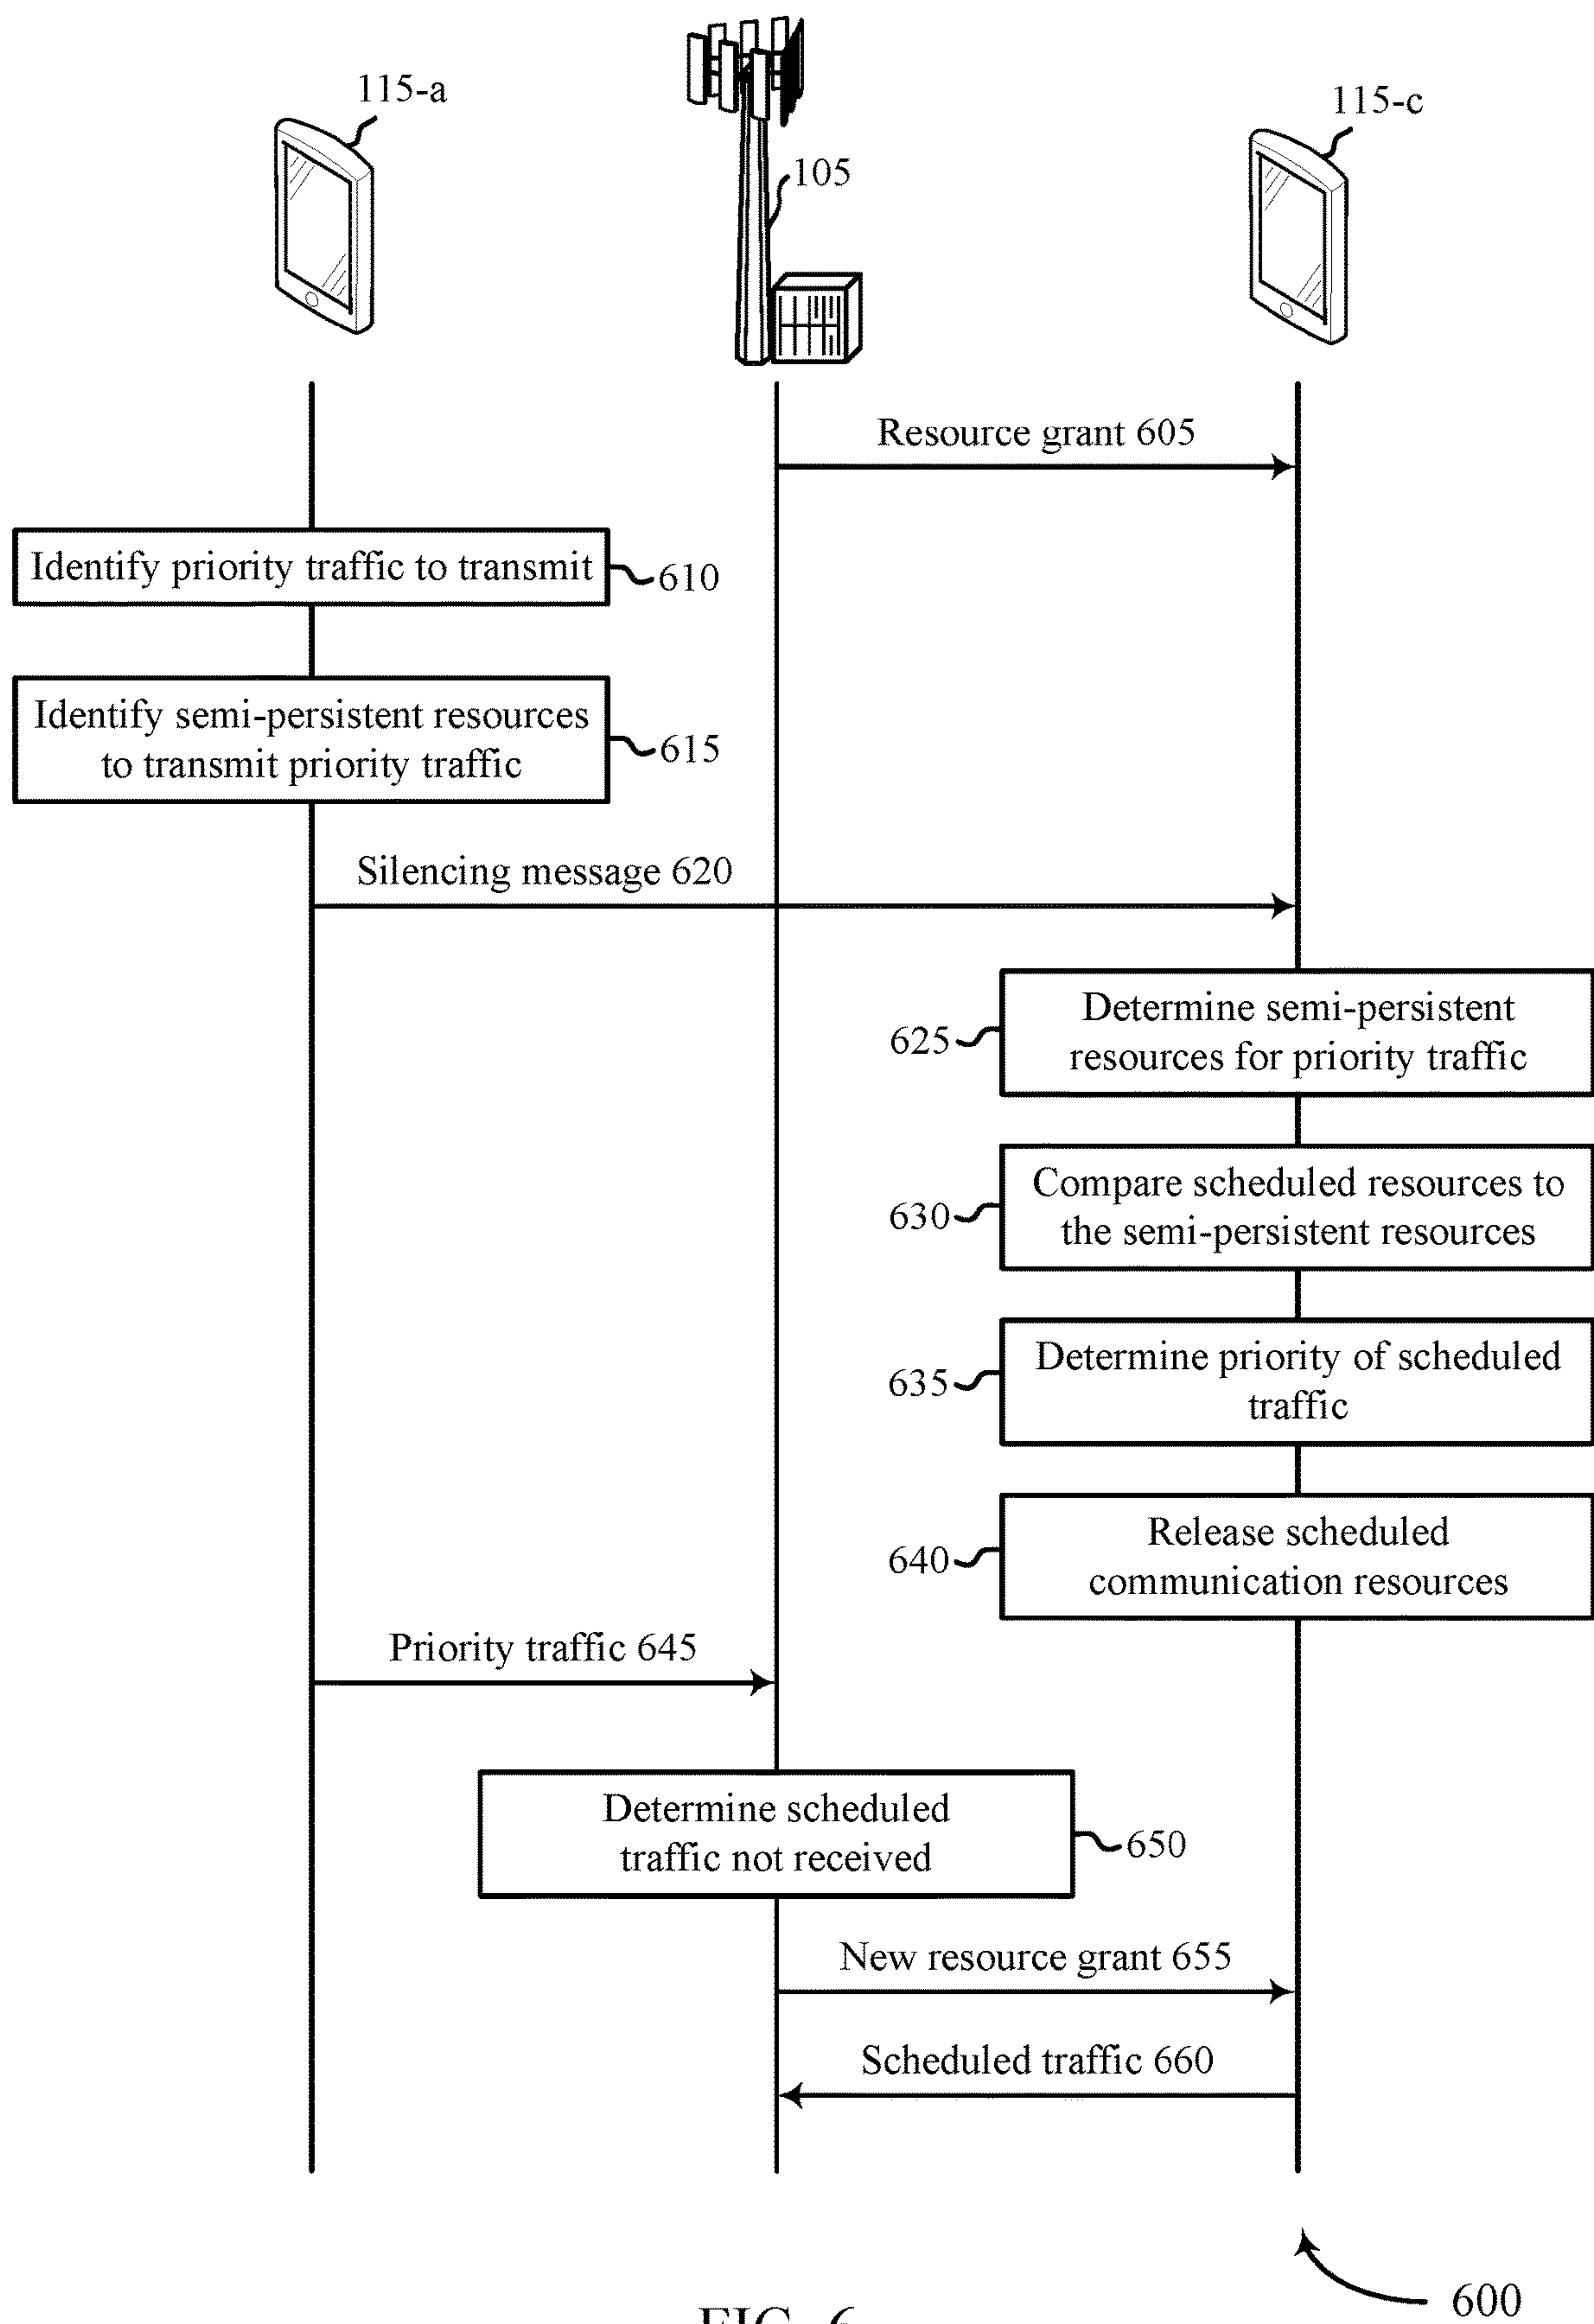 115-a
115-c
105
Resource grant 605
Identify priority traffic to transmit
610
Identify semi-persistent resources
to transmit priority traffic
615
Silencing message 620
Determine semi-persistent
resources for priority traffic
625
Compare scheduled resources to
the semi-persistent resources
630
Determine priority of scheduled
traffic
635
Release scheduled
communication resources
640
Priority traffic 645
Determine scheduled
traffic not received
650
New resource grant 655
Scheduled traffic 660
600
FIG. 6